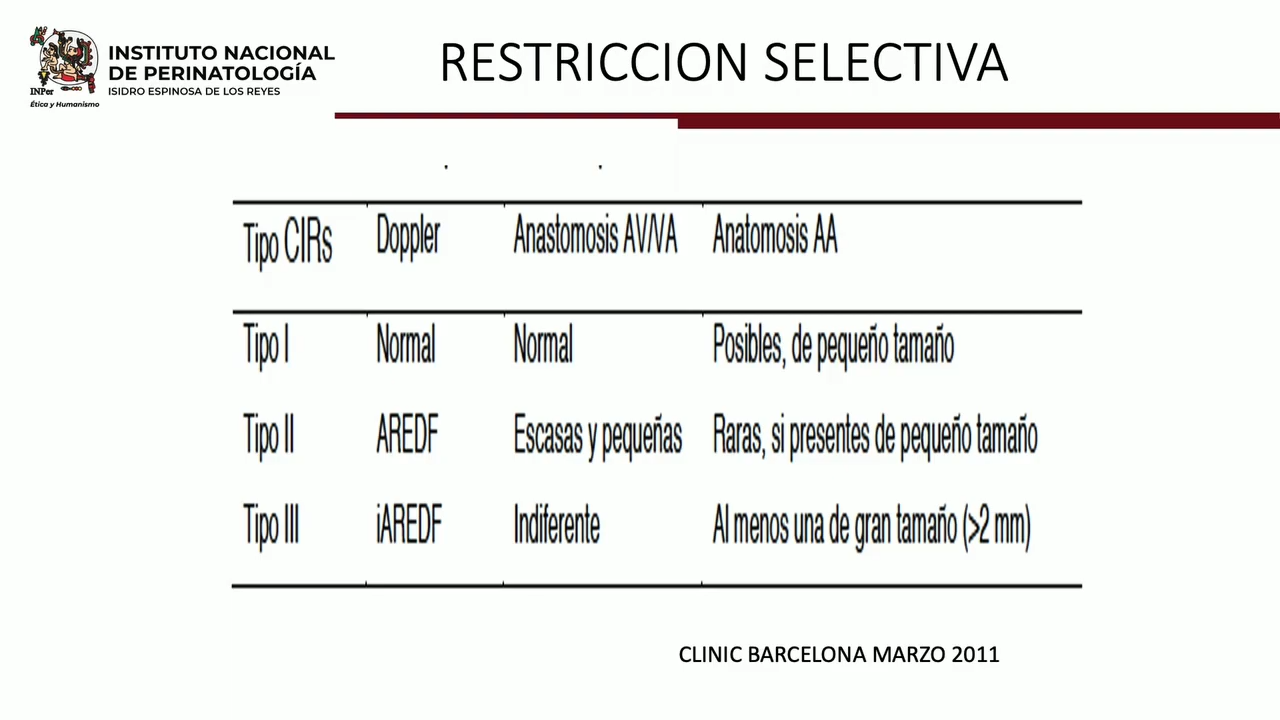 INSTITUTO NACIONAL
DE PERINATOLOGÍA
ISIDRO ESPINOSA DE LOS REYES
INPer
Ética y Humanismo
RESTRICCION SELECTIVA
Tipo CIRs Doppler Anastomosis AV/VA Anatomosis AA
Tipo I Normal Normal Posibles, de pequeño tamaño
Tipo II AREDF Escasas y pequeñas Raras, si presentes de pequeño tamaño
Tipo III iAREDF Indiferente Al menos una de gran tamaño (>2 mm)
CLINIC BARCELONA MARZO 2011